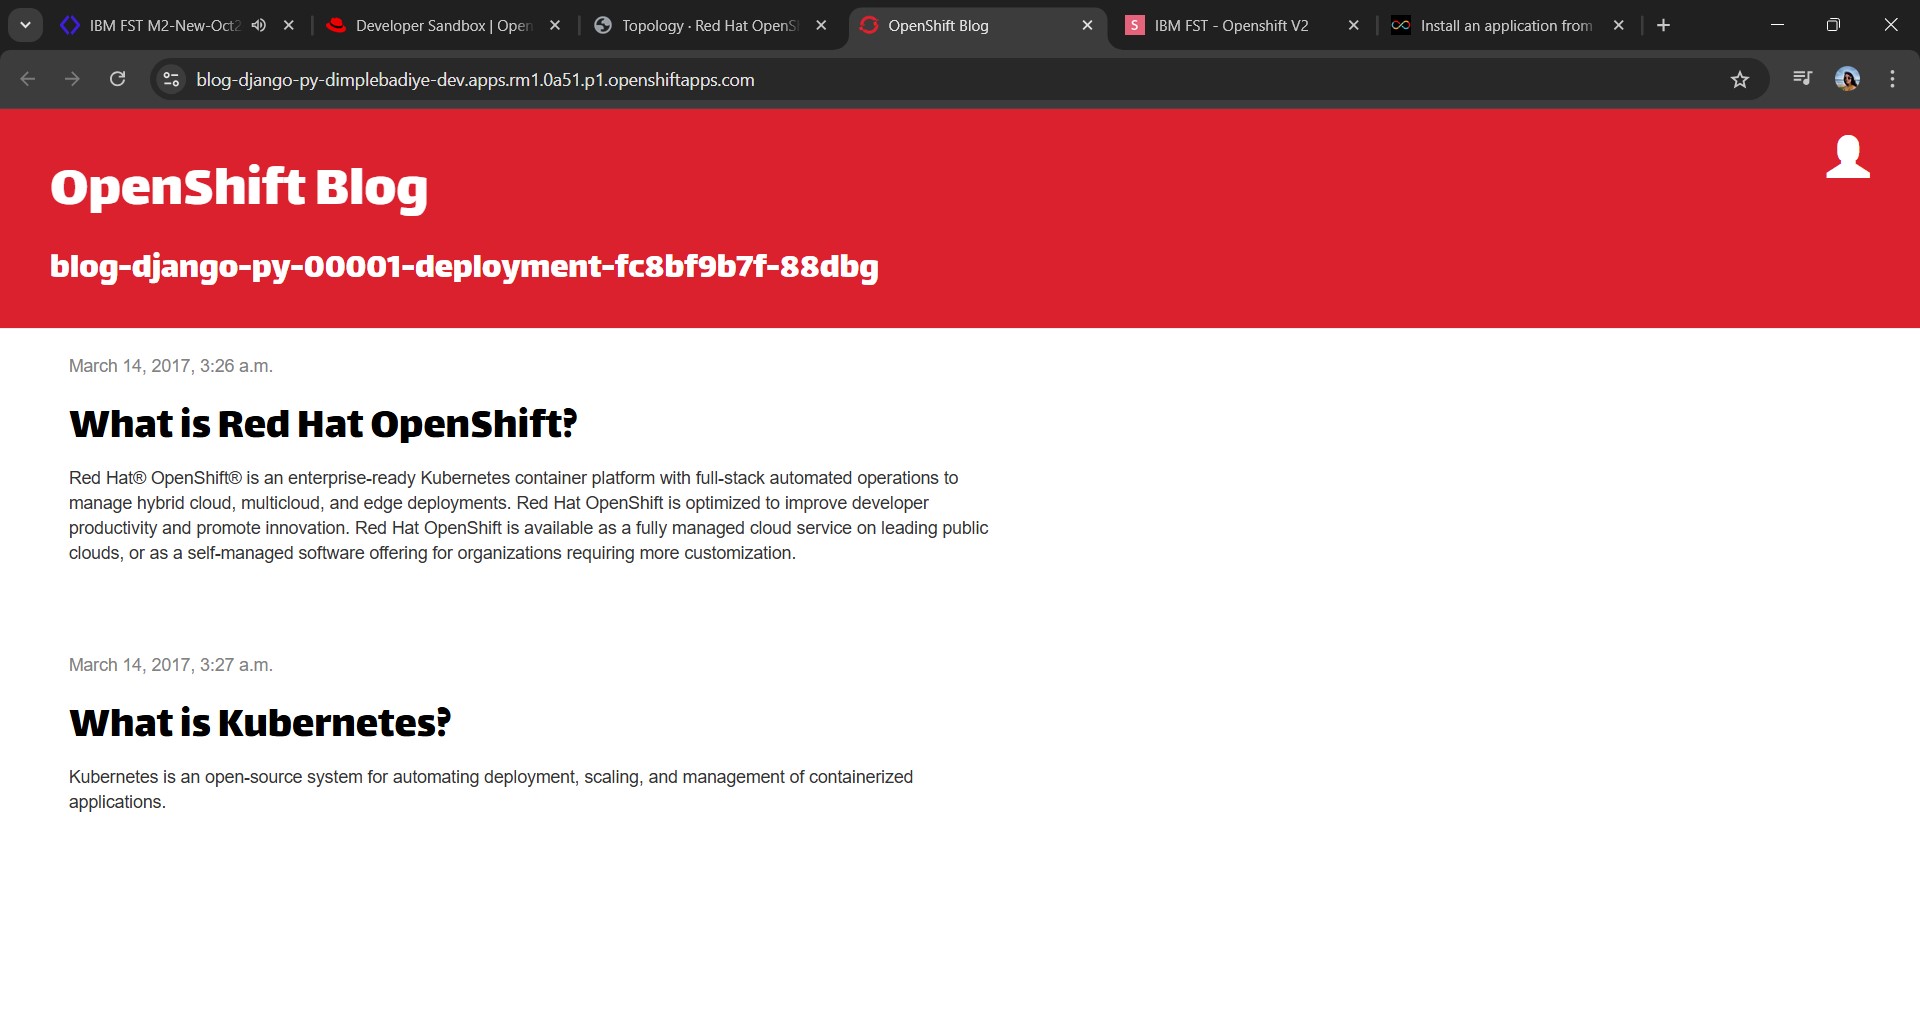 IBM FST M2-New-Oct2
Developer Sandbox | Open
Topology · Red Hat OpenS
OpenShift Blog
S
IBM FST - Openshift V2
Install an application from
blog-django-py-dimplebadiye-dev.apps.rm1.0a51.p1.openshiftapps.com
OpenShift Blog
blog-django-py-00001-deployment-fc8bf9b7f-88dbg
March 14, 2017, 3:26 a.m.
What is Red Hat OpenShift?
Red Hat® OpenShift® is an enterprise-ready Kubernetes container platform with full-stack automated operations to
manage hybrid cloud, multicloud, and edge deployments. Red Hat OpenShift is optimized to improve developer
productivity and promote innovation. Red Hat OpenShift is available as a fully managed cloud service on leading public
clouds, or as a self-managed software offering for organizations requiring more customization.
March 14, 2017, 3:27 a.m.
What is Kubernetes?
Kubernetes is an open-source system for automating deployment, scaling, and management of containerized
applications.